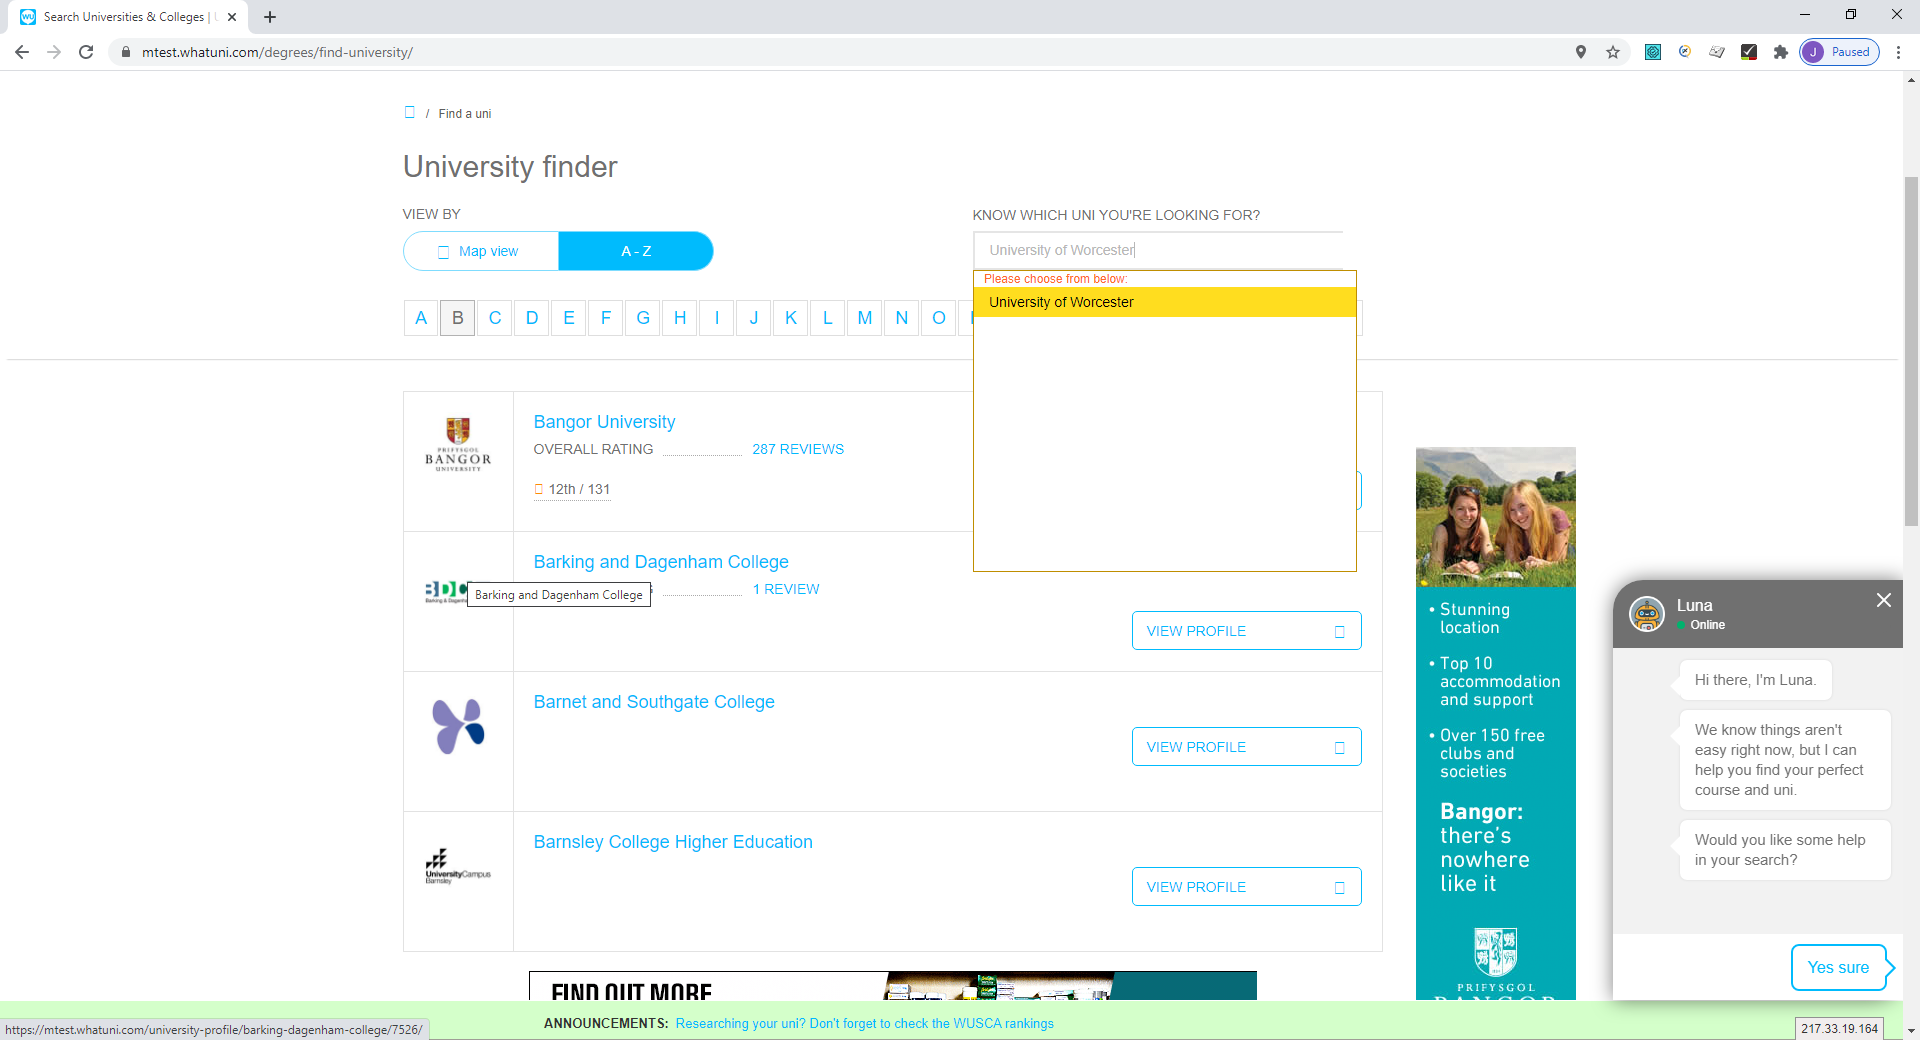 Search Universities & Colleges |
mtest.whatuni.com/degrees/find-university/
J Paused
/ Find a uni
University finder
VIEW BY
Map view
A - Z
KNOW WHICH UNI YOU'RE LOOKING FOR?
University of Worcester
Please choose from below:
University of Worcester
A B C D E F G H I J K L M N O
Bangor University
OVERALL RATING 287 REVIEWS
12th / 131
PRIFYSGOL
BANGOR
UNIVERSITY
Barking and Dagenham College
1 REVIEW
Barking and Dagenham College
VIEW PROFILE
Barnet and Southgate College
VIEW PROFILE
Barnsley College Higher Education
UniversityCampus
Barnsley
VIEW PROFILE
• Stunning
location
• Top 10
accommodation
and support
• Over 150 free
clubs and
societies
Bangor:
there's
nowhere
like it
PRIFYSGOL
BANGOR
Luna
Online
Hi there, I'm Luna.
We know things aren't
easy right now, but I can
help you find your perfect
course and uni.
Would you like some help
in your search?
Yes sure
FIND OUT MORE
ANNOUNCEMENTS: Researching your uni? Don't forget to check the WUSCA rankings
https://mtest.whatuni.com/university-profile/barking-dagenham-college/7526/
217.33.19.164